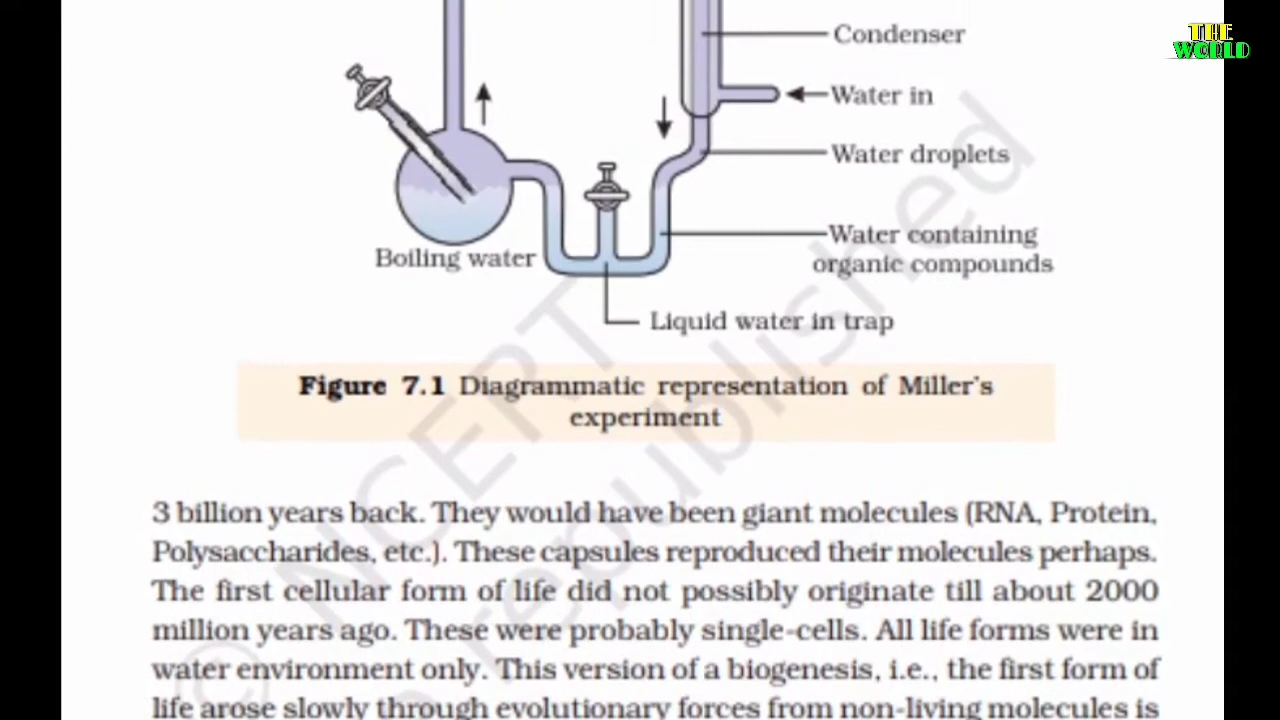 THE
WORLD
Condenser
Water in
Water droplets
Water containing
organic compounds
Boiling water
Liquid water in trap
Figure 7.1 Diagrammatic representation of Miller's
experiment
3 billion years back. They would have been giant molecules (RNA, Protein,
Polysaccharides, etc.). These capsules reproduced their molecules perhaps.
The first cellular form of life did not possibly originate till about 2000
million years ago. These were probably single-cells. All life forms were in
water environment only. This version of a biogenesis, i.e., the first form of
life arose slowly through evolutionary forces from non-living molecules is
© NCERT
republished